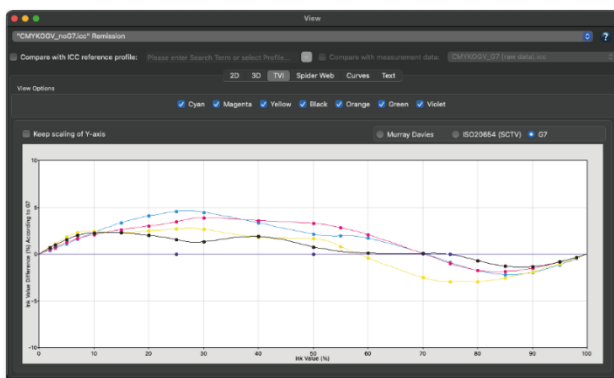 View
"CMYKOGV_noG7.icc" Remission
?
Compare with ICC reference profile: Please enter Search Term or select Profile... Compare with measurement data: CMYKOGV_G7 (raw data).icc
2D 3D TVI Spider Web Curves Text
View Options
Cyan Magenta Yellow Black Orange Green Violet
Keep scaling of Y-axis Murray Davies ISO20654 (SCTV) G7
Ink Value Difference (%) According to G7
10
5
0
-5
-10
0 10 20 30 40 50 60 70 80 90 100
Ink Value (%)